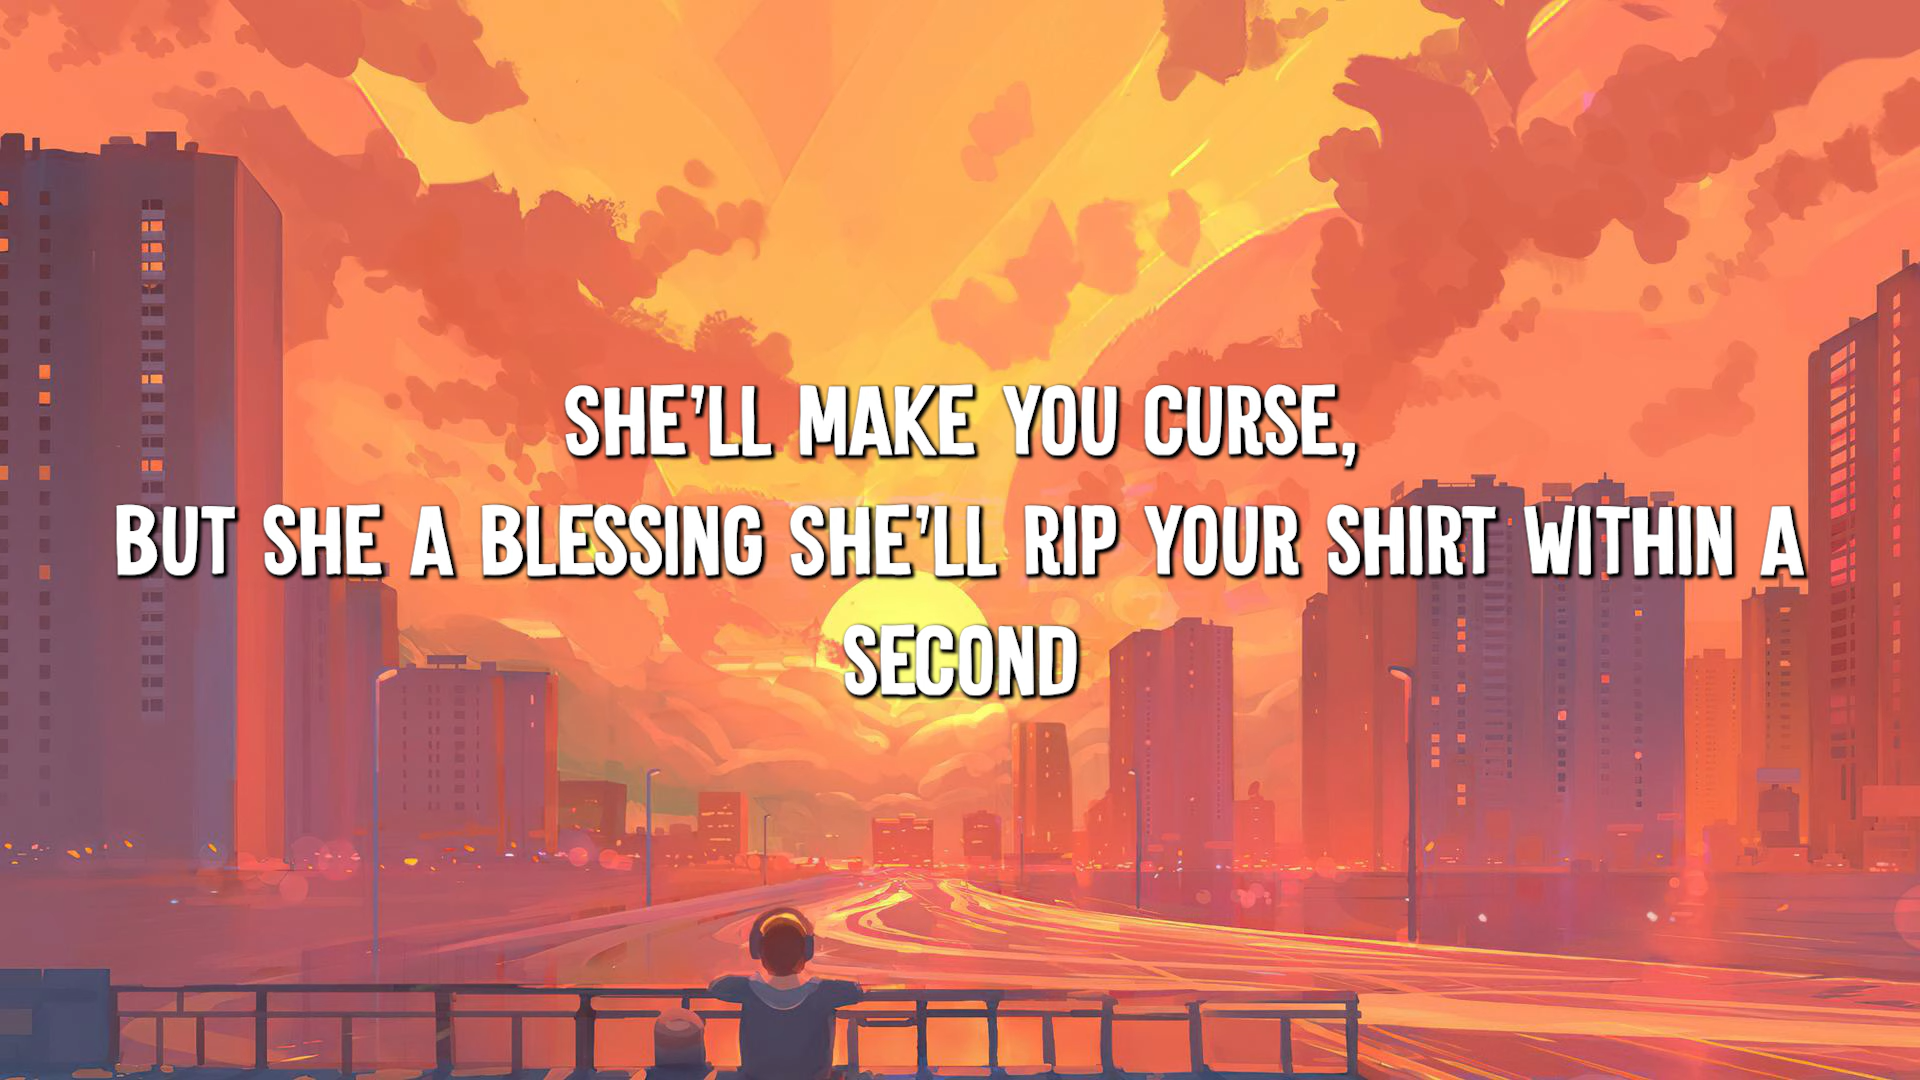 SHE'LL MAKE YOU CURSE,
BUT SHE A BLESSING SHE'LL RIP YOUR SHIRT WITHIN A
SECOND